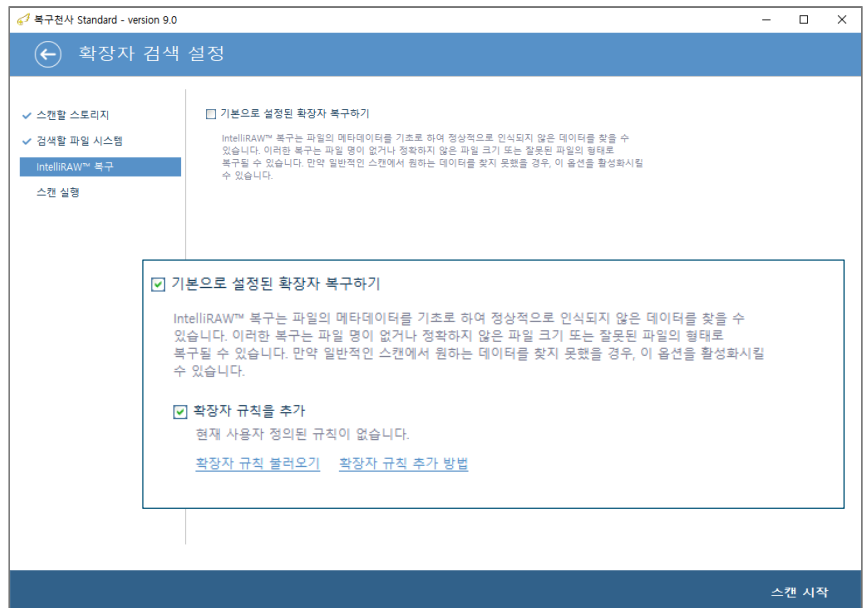 복구천사 Standard - version 9.0
확장자 검색 설정
스캔할 스토리지
검색할 파일 시스템
IntelliRAW™ 복구
스캔 실행
기본으로 설정된 확장자 복구하기
IntelliRAW™ 복구는 파일의 메타데이터를 기초로 하여 정상적으로 인식되지 않은 데이터를 찾을 수
있습니다. 이러한 복구는 파일 명이 없거나 정확하지 않은 파일 크기 또는 잘못된 파일의 형태로
복구될 수 있습니다. 만약 일반적인 스캔에서 원하는 데이터를 찾지 못했을 경우, 이 옵션을 활성화시킬
수 있습니다.
기본으로 설정된 확장자 복구하기
IntelliRAW™ 복구는 파일의 메타데이터를 기초로 하여 정상적으로 인식되지 않은 데이터를 찾을 수
있습니다. 이러한 복구는 파일 명이 없거나 정확하지 않은 파일 크기 또는 잘못된 파일의 형태로
복구될 수 있습니다. 만약 일반적인 스캔에서 원하는 데이터를 찾지 못했을 경우, 이 옵션을 활성화시킬
수 있습니다.
확장자 규칙을 추가
현재 사용자 정의된 규칙이 없습니다.
확장자 규칙 불러오기 확장자 규칙 추가 방법
스캔 시작